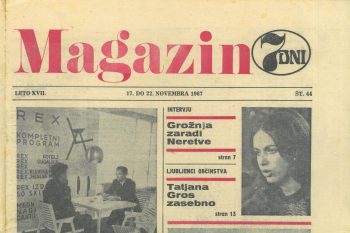 Magazin
7 DNI
LETO XVII.
17. DO 22. NOVEMBRA 1967
ŠT. 44
INTERVJU
Grožnja
zaradi
Neretve
stran 7
LJUBLJENCI OBČINSTVA
Tatjana
Gros
zasebno
stran 13
REX
KOMPLETNI
PROGRAM